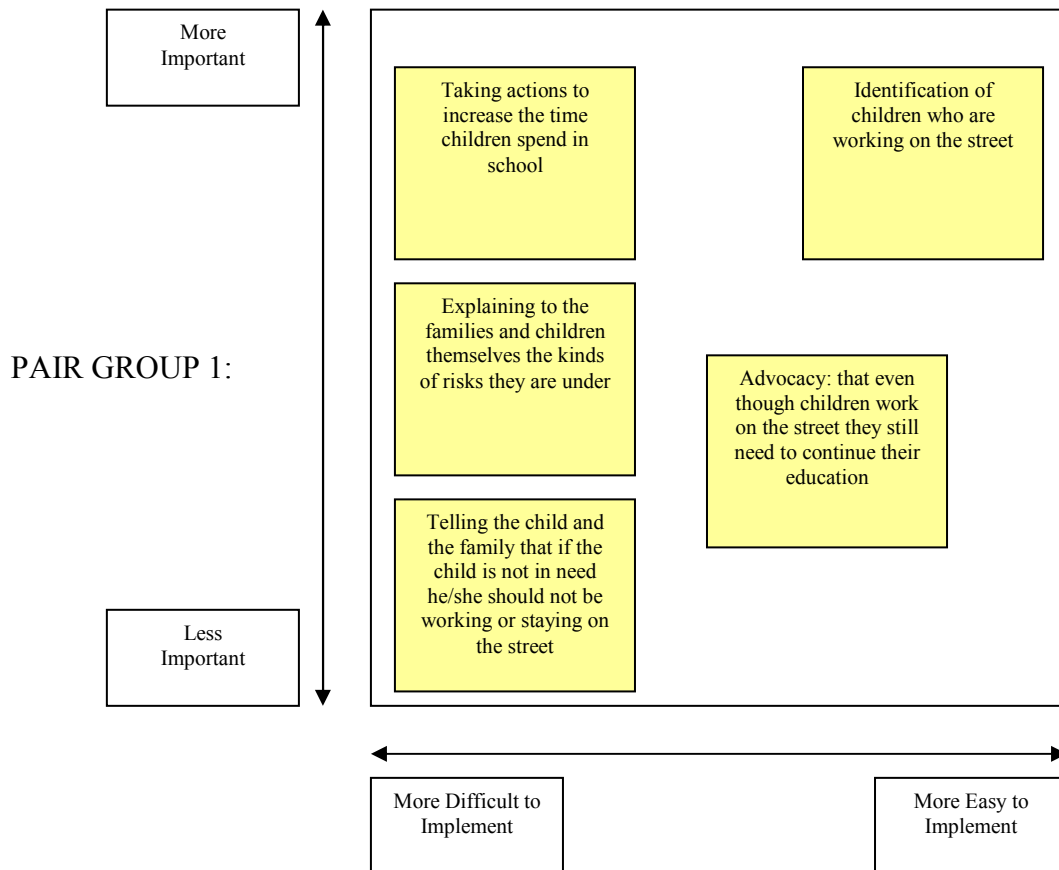 More
Important
Taking actions to
increase the time
children spend in
school
Identification of
children who are
working on the street
Explaining to the
families and children
themselves the kinds
of risks they are under
PAIR GROUP 1:
Advocacy: that even
though children work
on the street they still
need to continue their
education
Telling the child and
the family that if the
child is not in need
he/she should not be
working or staying on
the street
Less
Important
More Difficult to
Implement
More Easy to
Implement